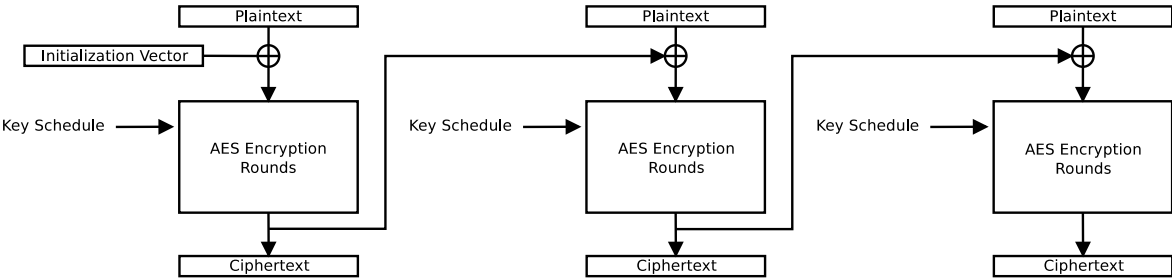 Plaintext
Plaintext
Plaintext
Initialization Vector
Key Schedule
AES Encryption
Rounds
Key Schedule
AES Encryption
Rounds
Key Schedule
AES Encryption
Rounds
Ciphertext
Ciphertext
Ciphertext